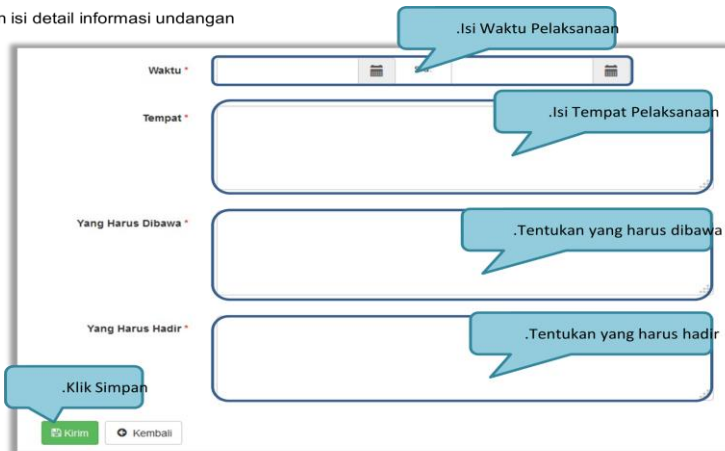 isi detail informasi undangan
.Isi Waktu Pelaksanaan
Waktu *
Tempat *
.Isi Tempat Pelaksanaan
Yang Harus Dibawa *
.Tentukan yang harus dibawa
Yang Harus Hadir *
.Tentukan yang harus hadir
.Klik Simpan
Kirim
Kembali